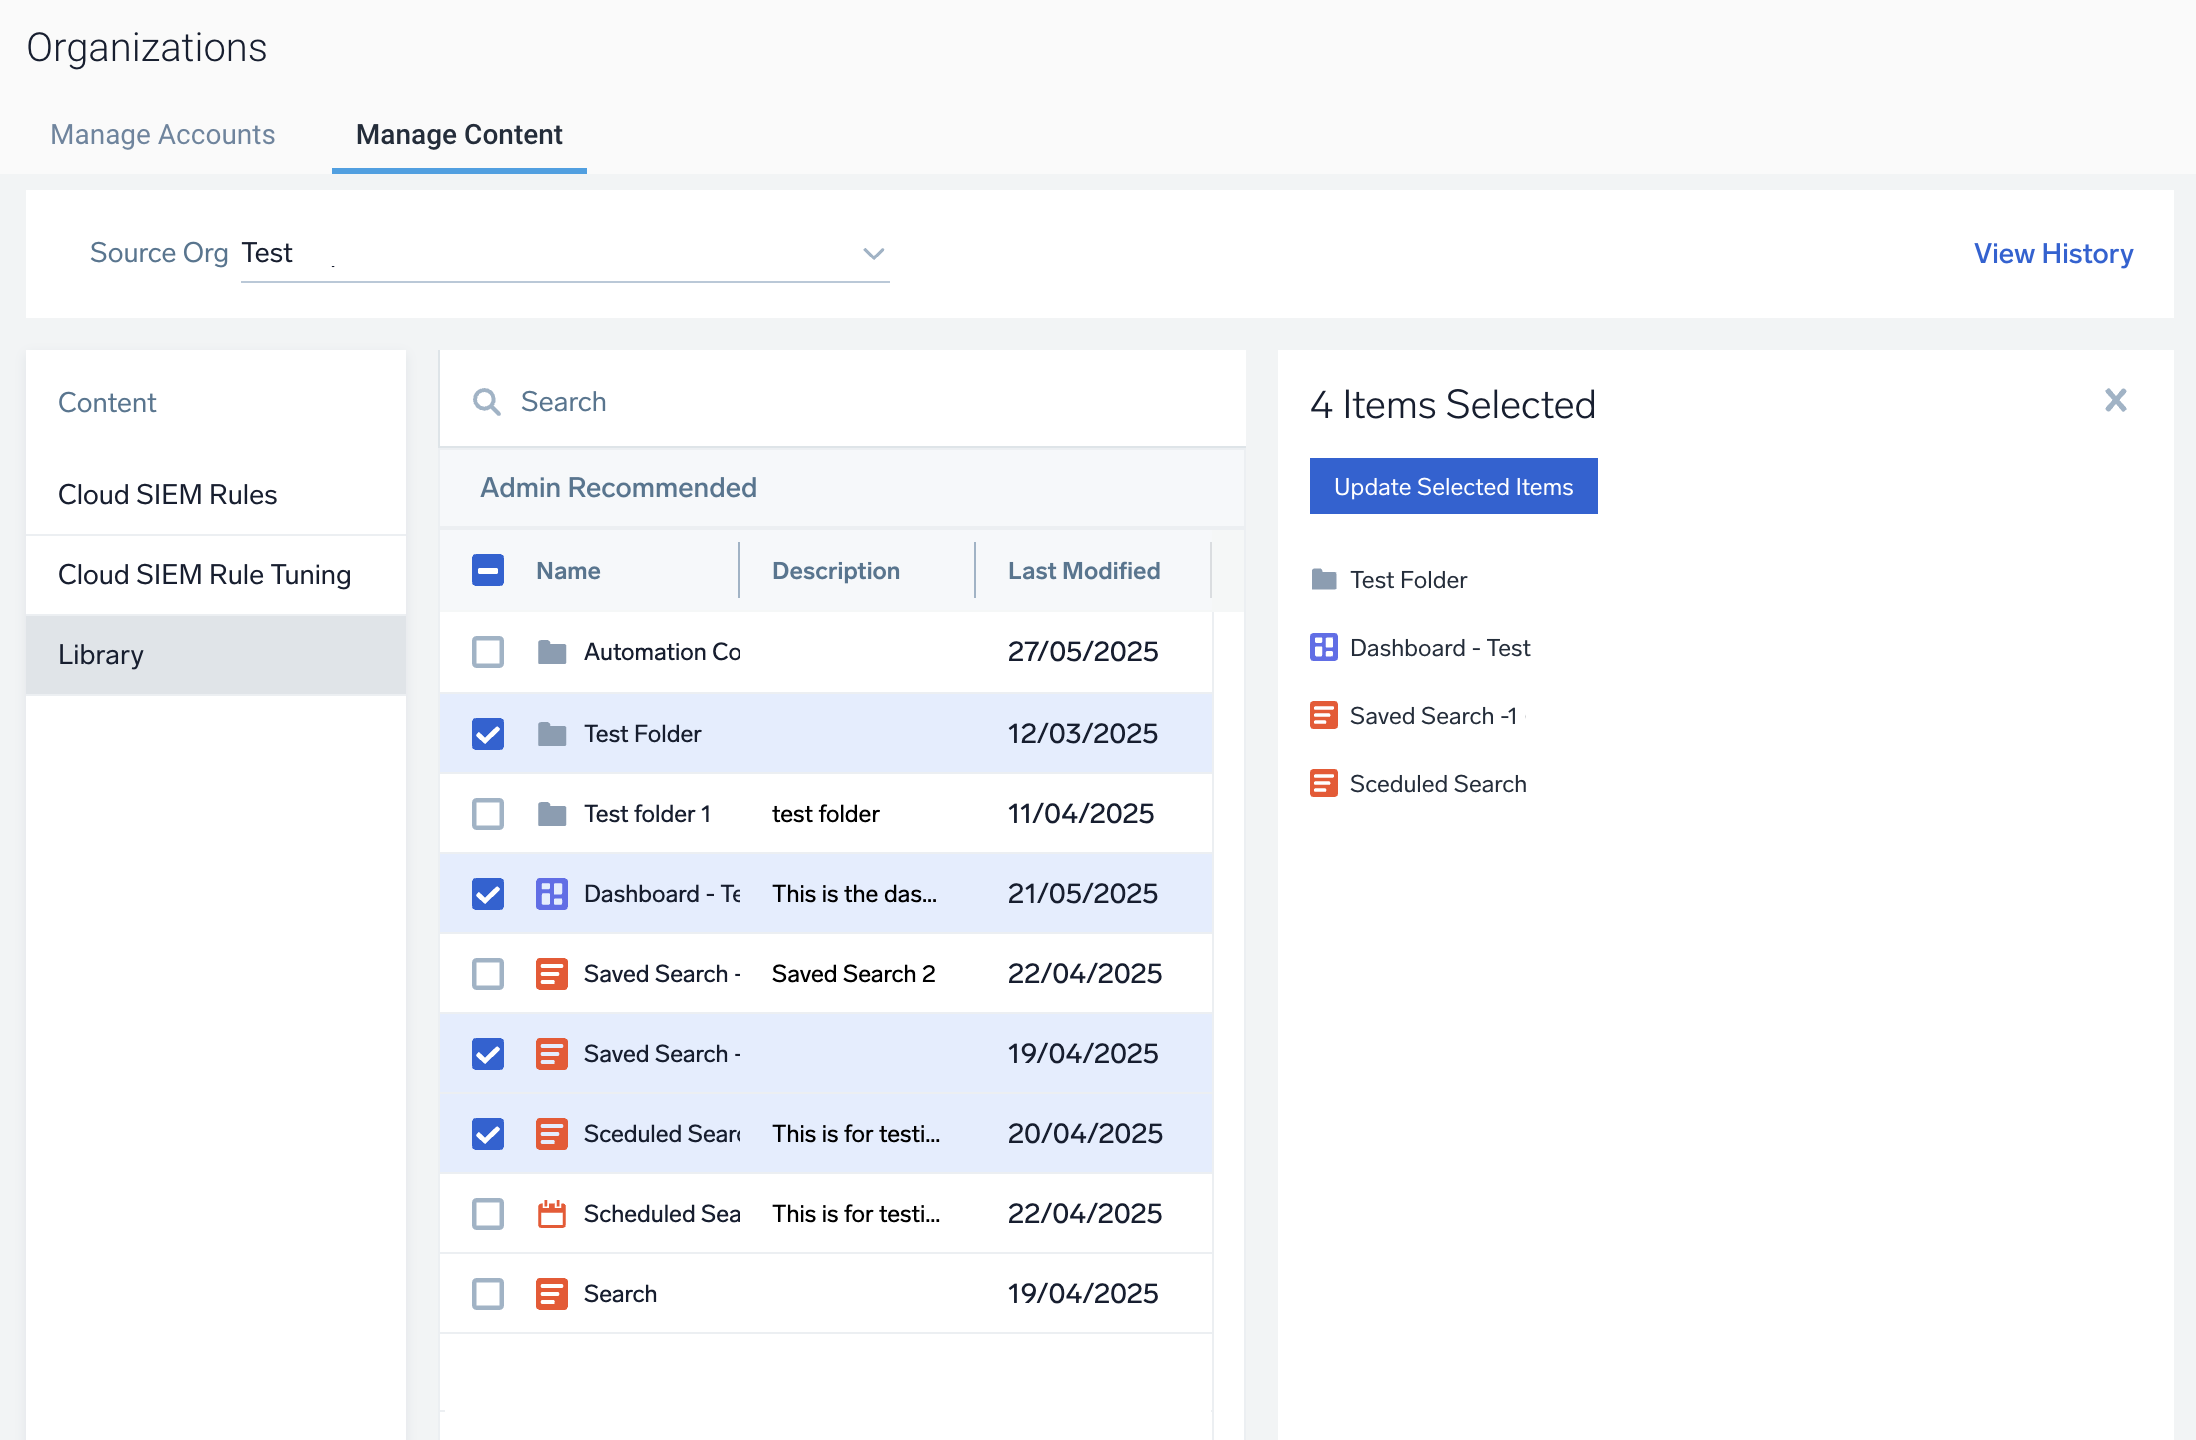 Organizations
Manage Accounts Manage Content
Source Org Test View History
Content
Cloud SIEM Rules
Cloud SIEM Rule Tuning
Library
Search
Admin Recommended
Name Description Last Modified
Automation Co 27/05/2025
Test Folder 12/03/2025
Test folder 1 test folder 11/04/2025
Dashboard - Te This is the das... 21/05/2025
Saved Search - Saved Search 2 22/04/2025
Saved Search - 19/04/2025
Sceduled Searc This is for testi... 20/04/2025
Scheduled Sea This is for testi... 22/04/2025
Search 19/04/2025
4 Items Selected
Update Selected Items
Test Folder
Dashboard - Test
Saved Search -1
Sceduled Search